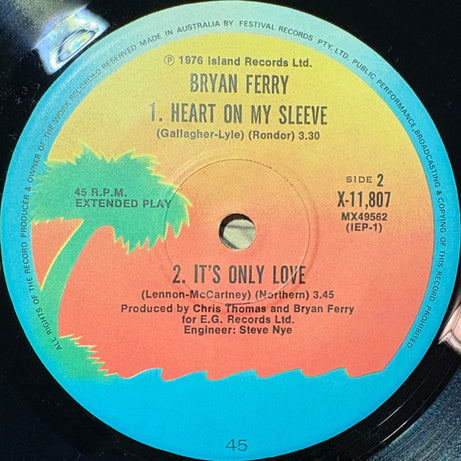 ALL RIGHTS OF THE RECORD PRODUCER & OWNER OF THE WORK RECORDED RESERVED MADE IN AUSTRALIA BY FESTIVAL RECORDS PTY. LTD. PUBLIC PERFORMANCE, BROADCASTING & COPYING OF THIS RECORD PROHIBITED
℗ 1976 Island Records Ltd.
BRYAN FERRY
1. HEART ON MY SLEEVE
(Gallagher-Lyle) (Rondor) 3.30
45 R.P.M.
EXTENDED PLAY
SIDE 2
X-11,807
MX49562
(IEP-1)
2. IT'S ONLY LOVE
(Lennon-McCartney) (Northern) 3.45
Produced by Chris Thomas and Bryan Ferry
for E.G. Records Ltd.
Engineer: Steve Nye
45